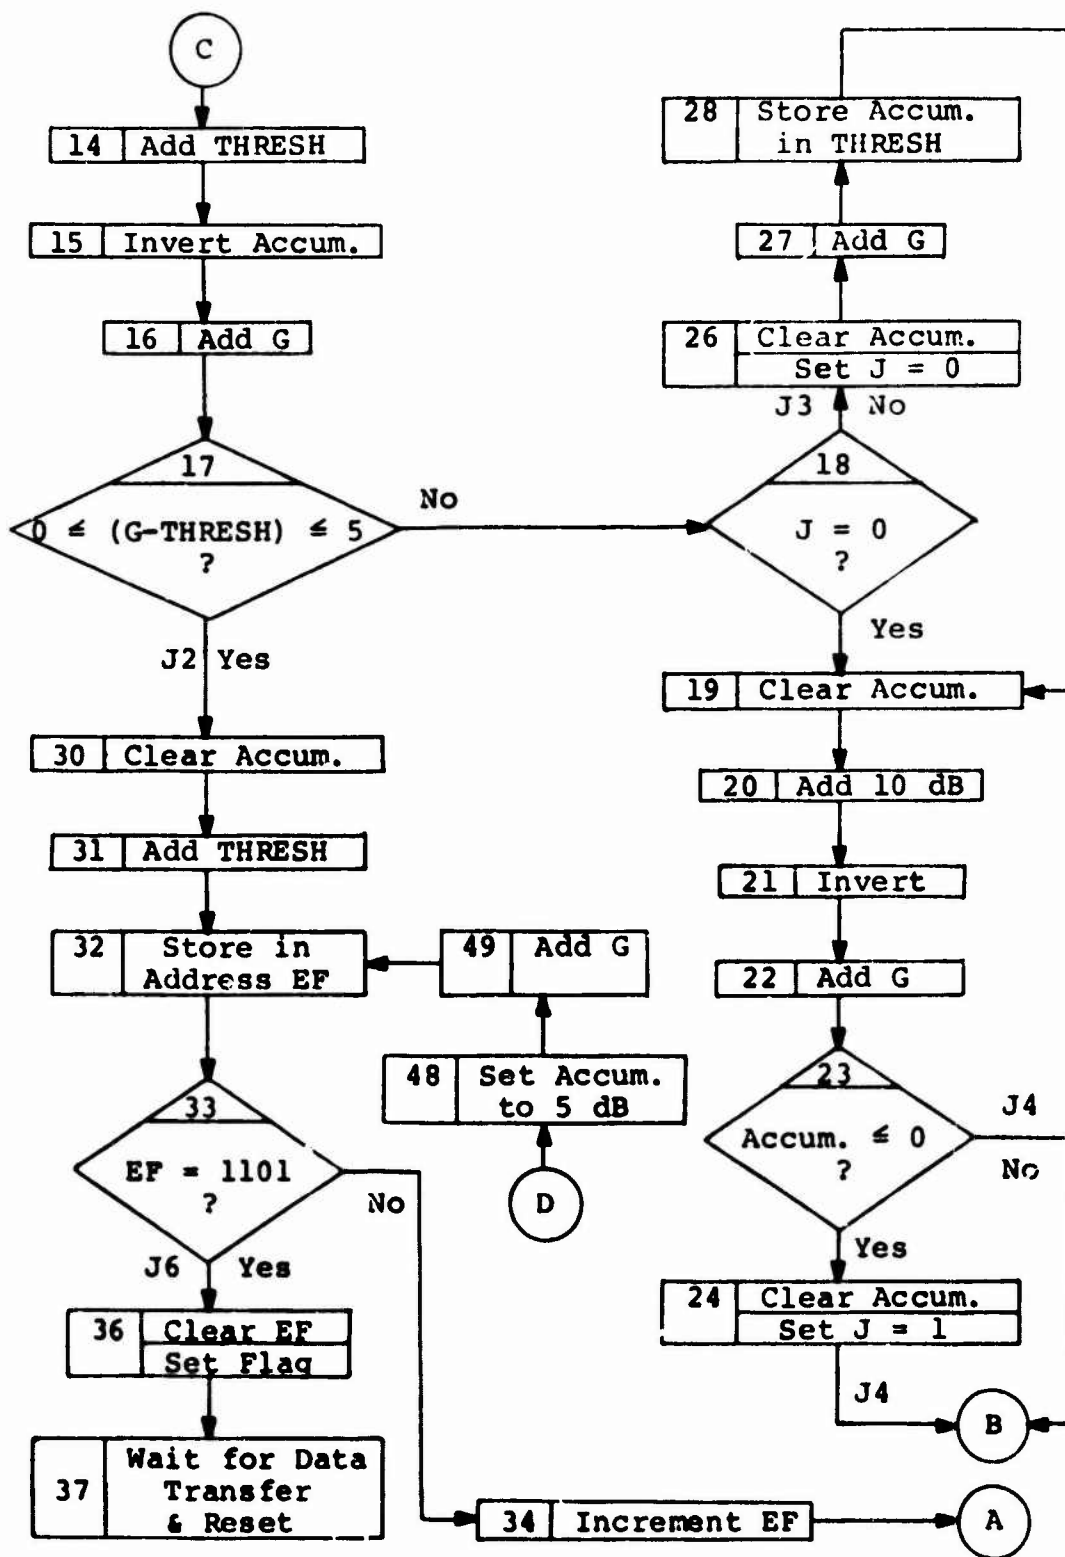 C
14 Add THRESH
15 Invert Accum.
16 Add G
17
0 ≤ (G-THRESH) ≤ 5
?
No
J2 Yes
30 Clear Accum.
31 Add THRESH
32 Store in
Address EF
49 Add G
48 Set Accum.
to 5 dB
D
33
EF = 1101
?
No
J6 Yes
36 Clear EF
Set Flag
37 Wait for Data
Transfer
& Reset
34 Increment EF
A
28 Store Accum.
in THRESH
27 Add G
26 Clear Accum.
Set J = 0
J3 No
18
J = 0
?
Yes
19 Clear Accum.
20 Add 10 dB
21 Invert
22 Add G
23
Accum. ≤ 0
?
J4
No
Yes
24 Clear Accum.
Set J = 1
J4
B